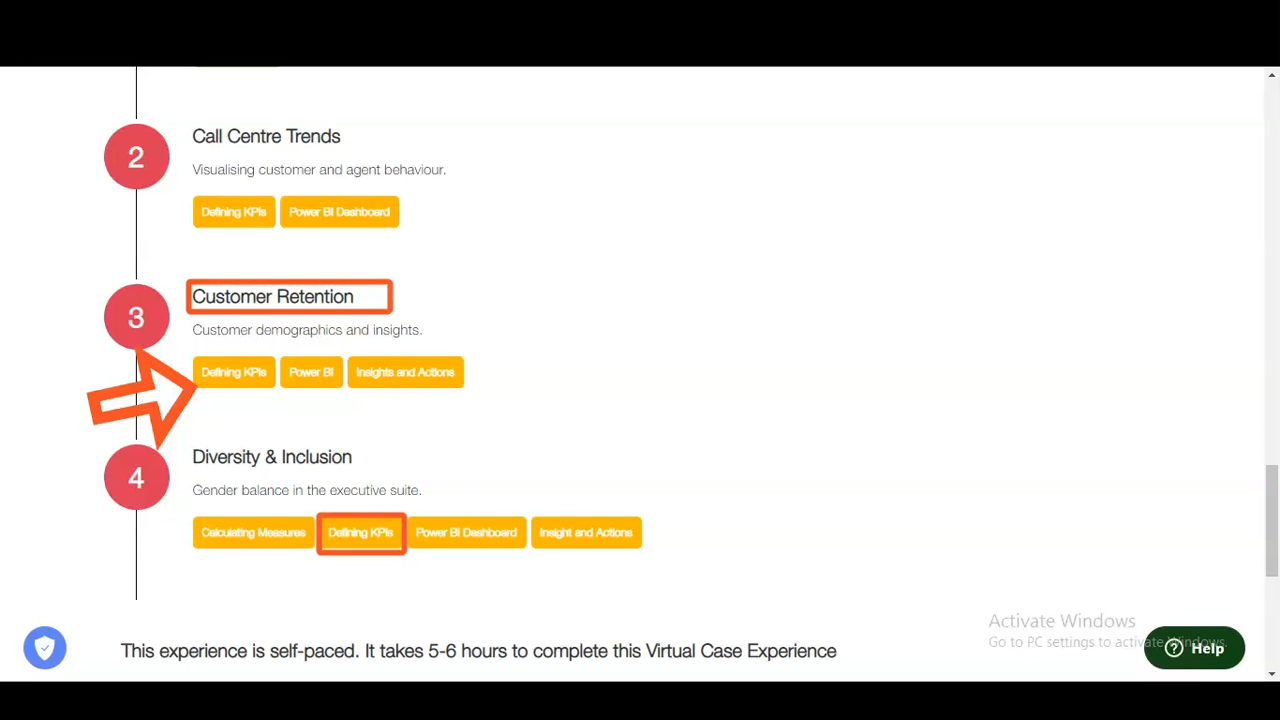 2
Call Centre Trends
Visualising customer and agent behaviour.
Defining KPIs Power BI Dashboard
3
Customer Retention
Customer demographics and insights.
Defining KPIs Power BI Insights and Actions
4
Diversity & Inclusion
Gender balance in the executive suite.
Calculating Measures Defining KPIs Power BI Dashboard Insight and Actions
This experience is self-paced. It takes 5-6 hours to complete this Virtual Case Experience
Activate Windows
Go to PC settings to activate Windows.
Help